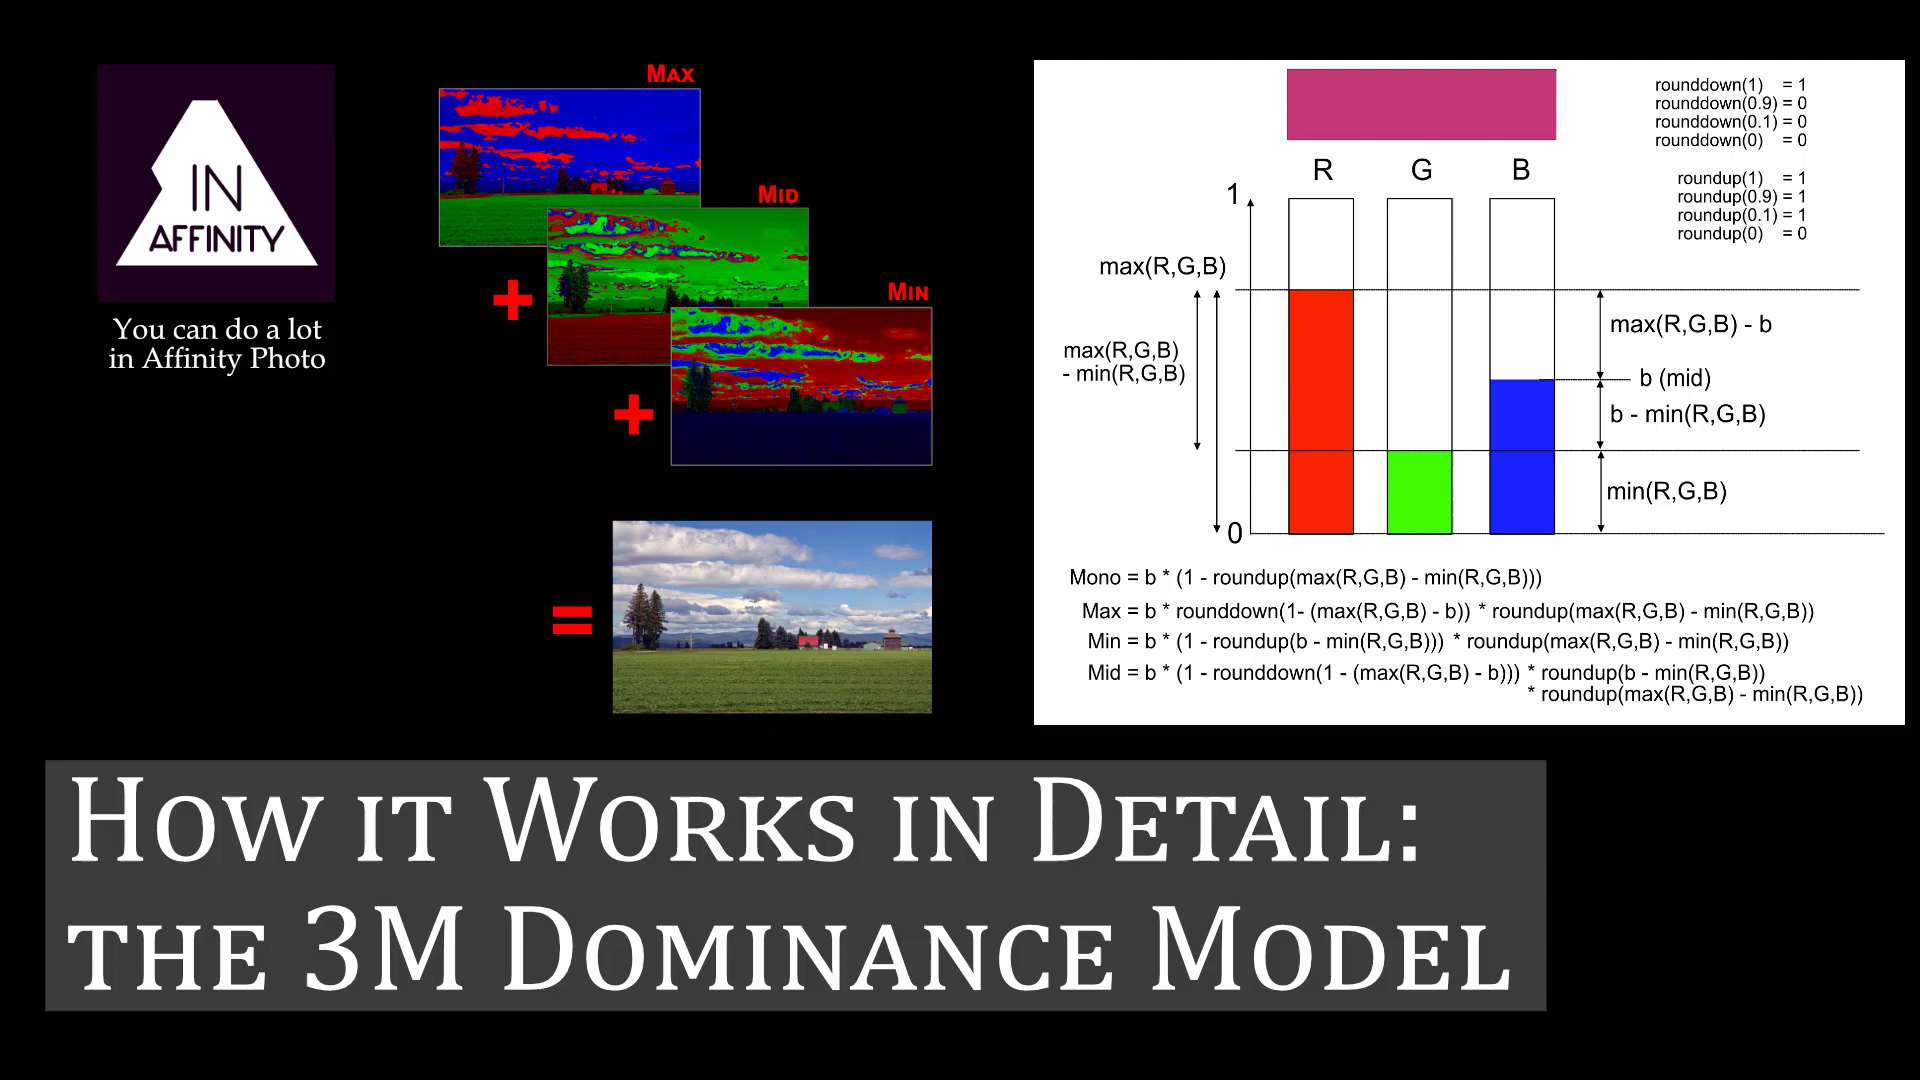 IN
AFFINITY
You can do a lot
in Affinity Photo
MAX
MID
MIN
+
+
=
rounddown(1) = 1
rounddown(0.9) = 0
rounddown(0.1) = 0
rounddown(0) = 0
roundup(1) = 1
roundup(0.9) = 1
roundup(0.1) = 1
roundup(0) = 0
R G B
1
max(R,G,B)
max(R,G,B)
- min(R,G,B)
0
max(R,G,B) - b
b (mid)
b - min(R,G,B)
min(R,G,B)
Mono = b * (1 - roundup(max(R,G,B) - min(R,G,B)))
Max = b * rounddown(1- (max(R,G,B) - b)) * roundup(max(R,G,B) - min(R,G,B))
Min = b * (1 - roundup(b - min(R,G,B))) * roundup(max(R,G,B) - min(R,G,B))
Mid = b * (1 - rounddown(1 - (max(R,G,B) - b))) * roundup(b - min(R,G,B))
* roundup(max(R,G,B) - min(R,G,B))
HOW IT WORKS IN DETAIL:
THE 3M DOMINANCE MODEL